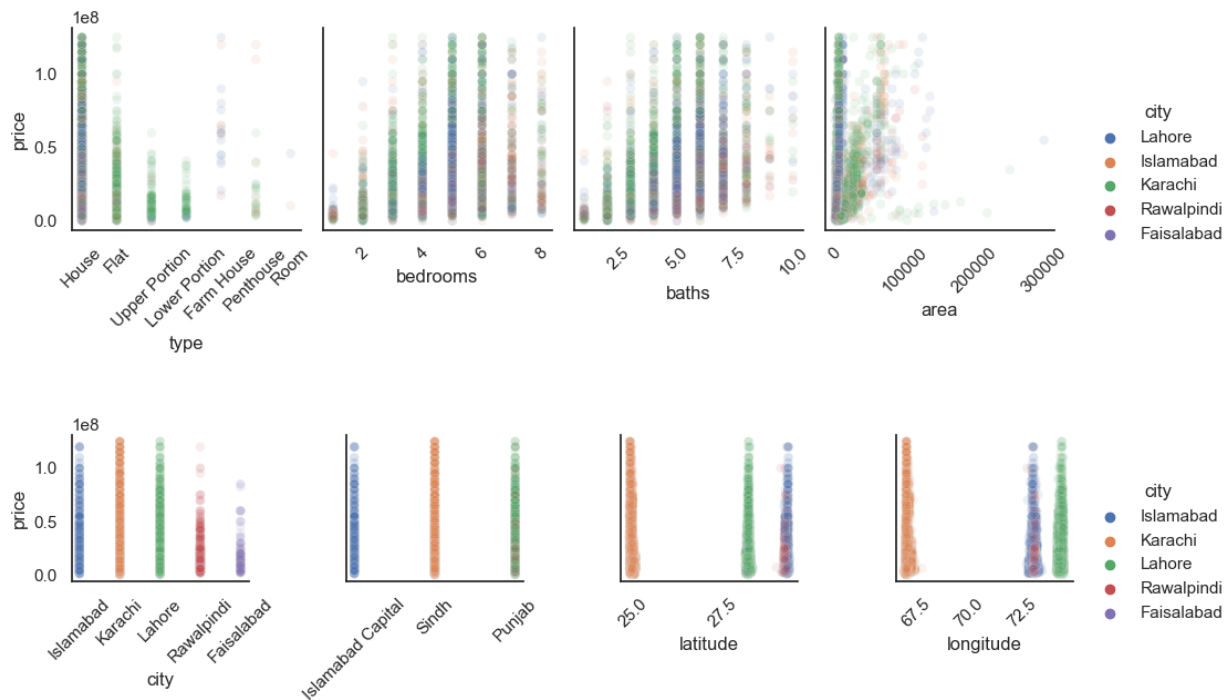 1e8
price
1.0
0.5
0.0
House
Flat
Upper Portion
Lower Portion
Farm House
Penthouse
Room
type
2
4
6
8
bedrooms
2.5
5.0
7.5
10.0
baths
0
100000
200000
300000
area
city
Lahore
Islamabad
Karachi
Rawalpindi
Faisalabad
1e8
price
1.0
0.5
0.0
Islamabad
Karachi
Lahore
Rawalpindi
Faisalabad
city
Islamabad Capital
Sindh
Punjab
25.0
27.5
latitude
67.5
70.0
72.5
longitude
city
Islamabad
Karachi
Lahore
Rawalpindi
Faisalabad